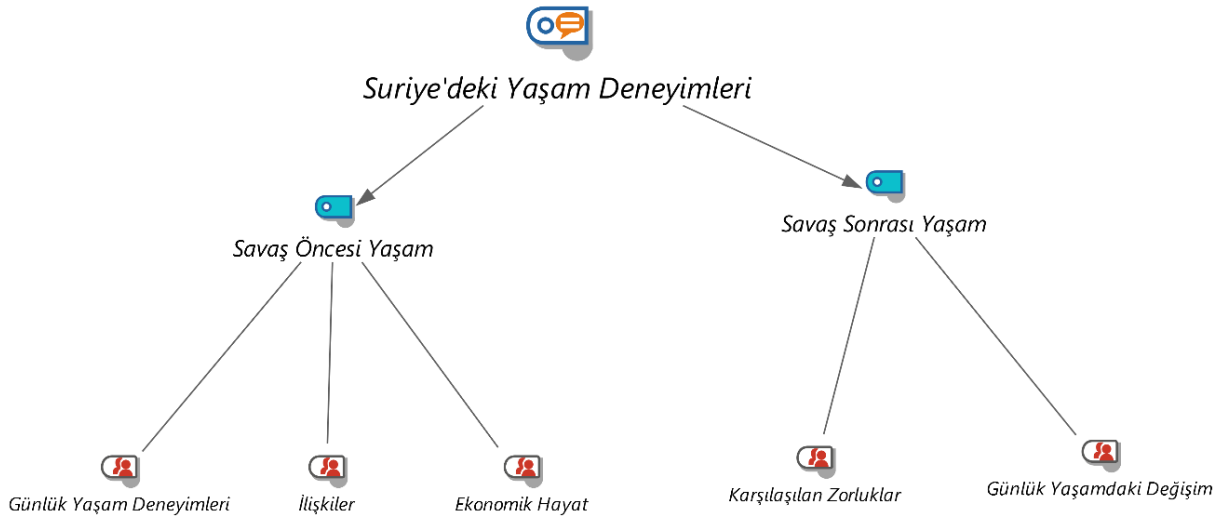 Suriye'deki Yaşam Deneyimleri
Savaş Öncesi Yaşam
Savaş Sonrası Yaşam
Günlük Yaşam Deneyimleri
İlişkiler
Ekonomik Hayat
Karşılaşılan Zorluklar
Günlük Yaşamdaki Değişim